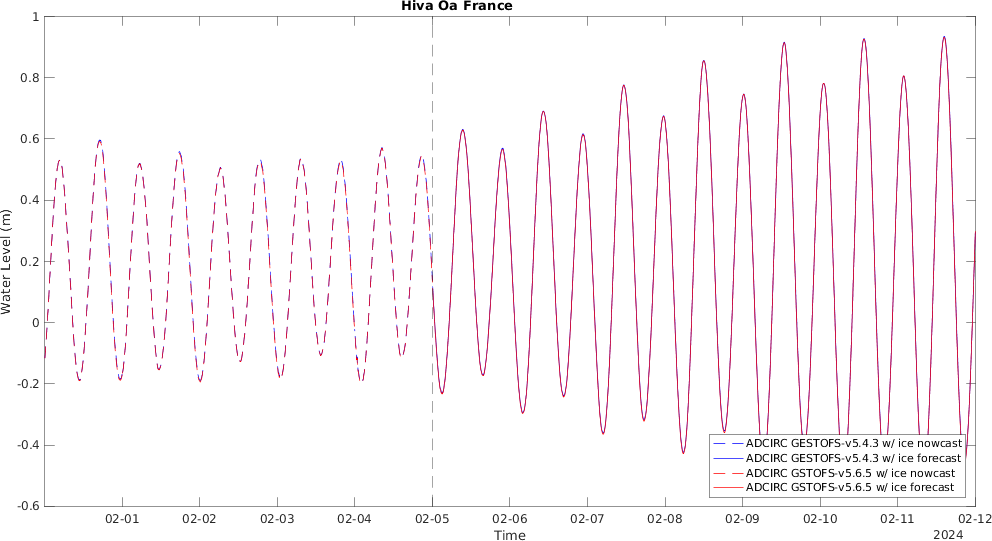 Hiva Oa France
1
0.8
0.6
0.4
0.2
0
-0.2
-0.4
-0.6
Water Level (m)
ADCIRC GESTOFS-v5.4.3 w/ ice nowcast
ADCIRC GESTOFS-v5.4.3 w/ ice forecast
ADCIRC GSTOFS-v5.6.5 w/ ice nowcast
ADCIRC GSTOFS-v5.6.5 w/ ice forecast
02-01 02-02 02-03 02-04 02-05 02-06 02-07 02-08 02-09 02-10 02-11 02-12
Time
2024